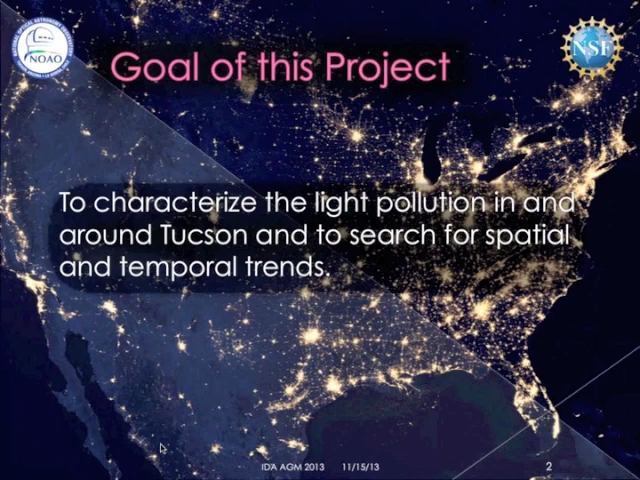 NOAO
NSF
Goal of this Project
To characterize the light pollution in and
around Tucson and to search for spatial
and temporal trends.
IDA AGM 2013 11/15/13 2